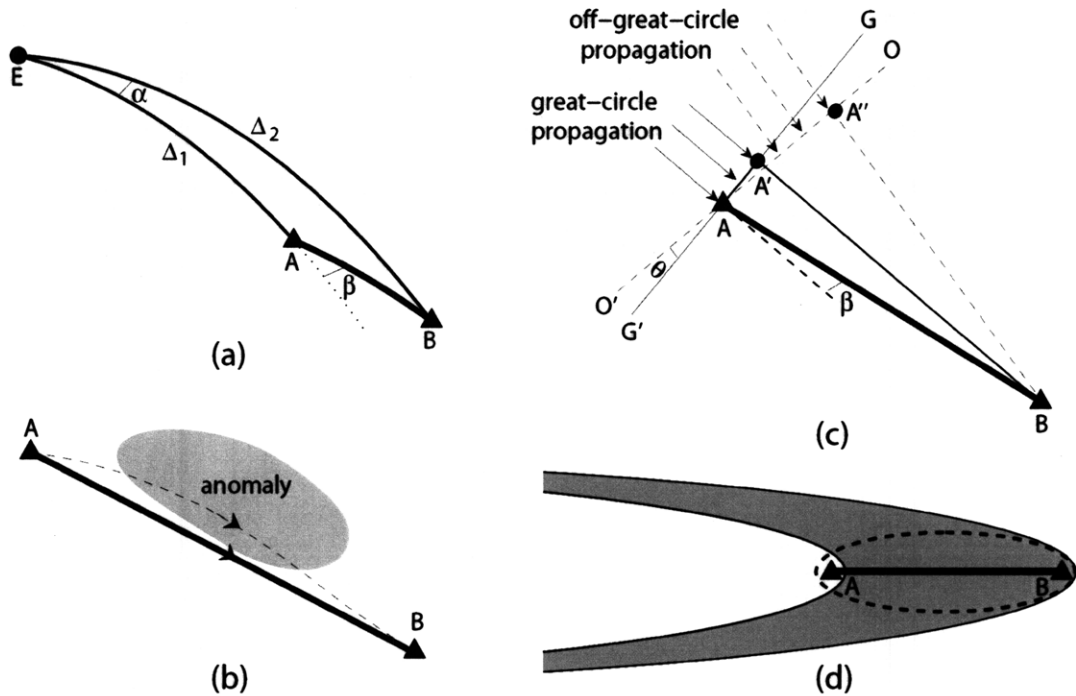 E
α
Δ1
Δ2
A
β
B
(a)
off-great-circle
propagation
G
O
great-circle
propagation
A''
A'
A
θ
O'
G'
β
B
(c)
A
anomaly
B
(b)
A
B
(d)